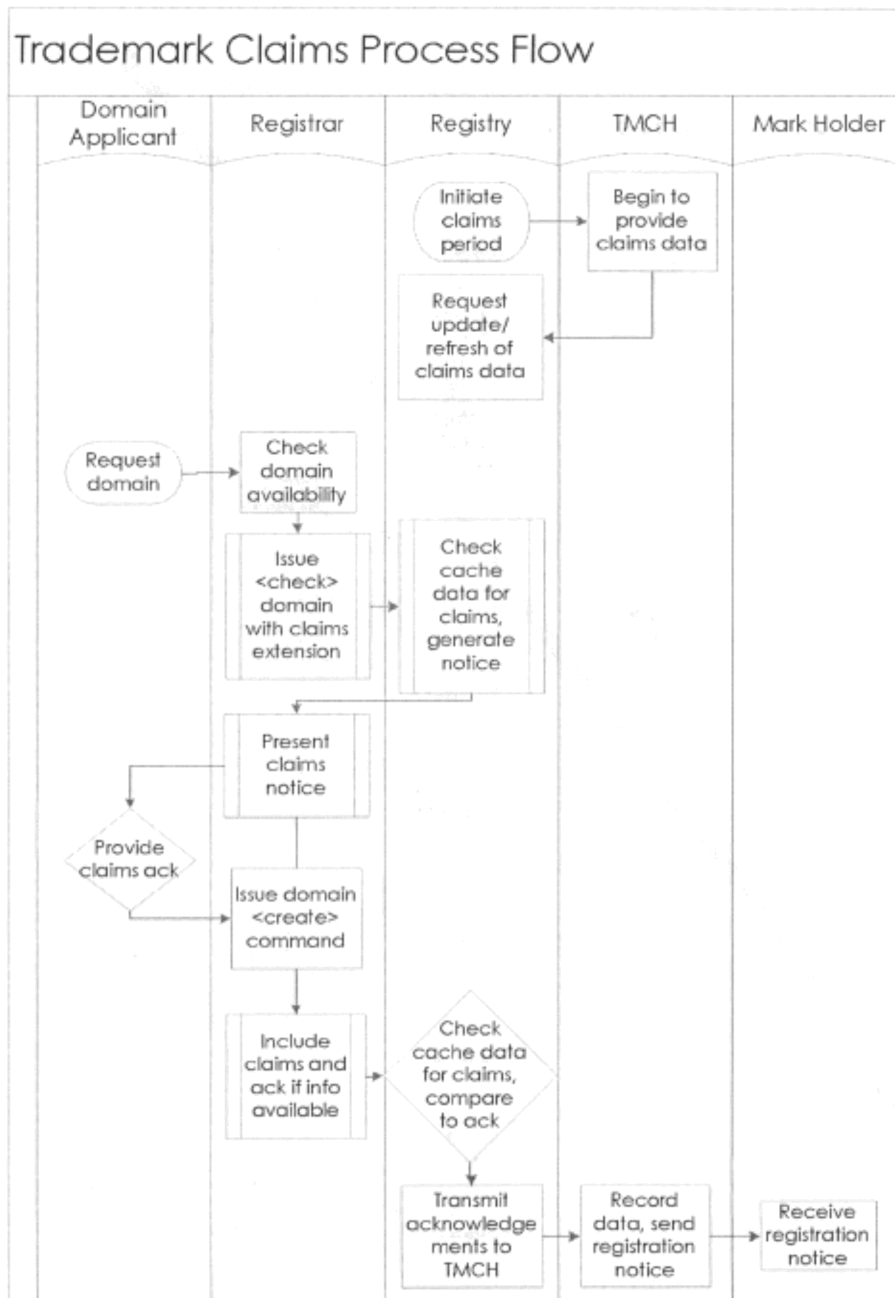 Trademark Claims Process Flow
Domain
Applicant
Registrar
Registry
TMCH
Mark Holder
Initiate
claims
period
Begin to
provide
claims data
Request
update/
refresh of
claims data
Request
domain
Check
domain
availability
Issue
<check>
domain
with claims
extension
Check
cache
data for
claims,
generate
notice
Present
claims
notice
Provide
claims ack
Issue domain
<create>
command
Include
claims and
ack if info
available
Check
cache data
for claims,
compare
to ack
Transmit
acknowledge
ments to
TMCH
Record
data, send
registration
notice
Receive
registration
notice